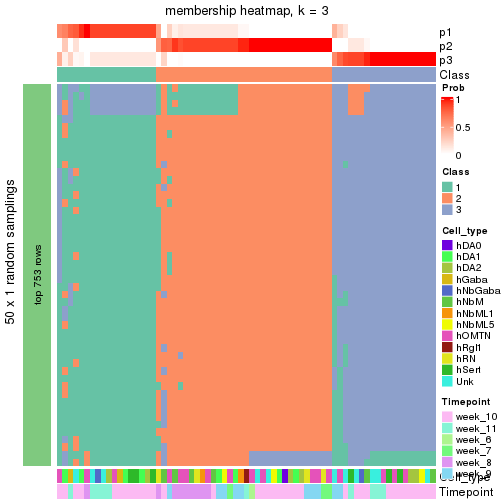 membership heatmap, k = 3
p1
p2
p3
Class
Prob
1
0.5
0
Class
1
2
3
Cell_type
hDA0
hDA1
hDA2
hGaba
hNbGaba
hNbM
hNbML1
hNbML5
hOMTN
hRgl1
hRN
hSert
Unk
Timepoint
week_10
week_11
week_6
week_7
week_8
week_9
Cell_type
Timepoint
50 x 1 random samplings
top 753 rows